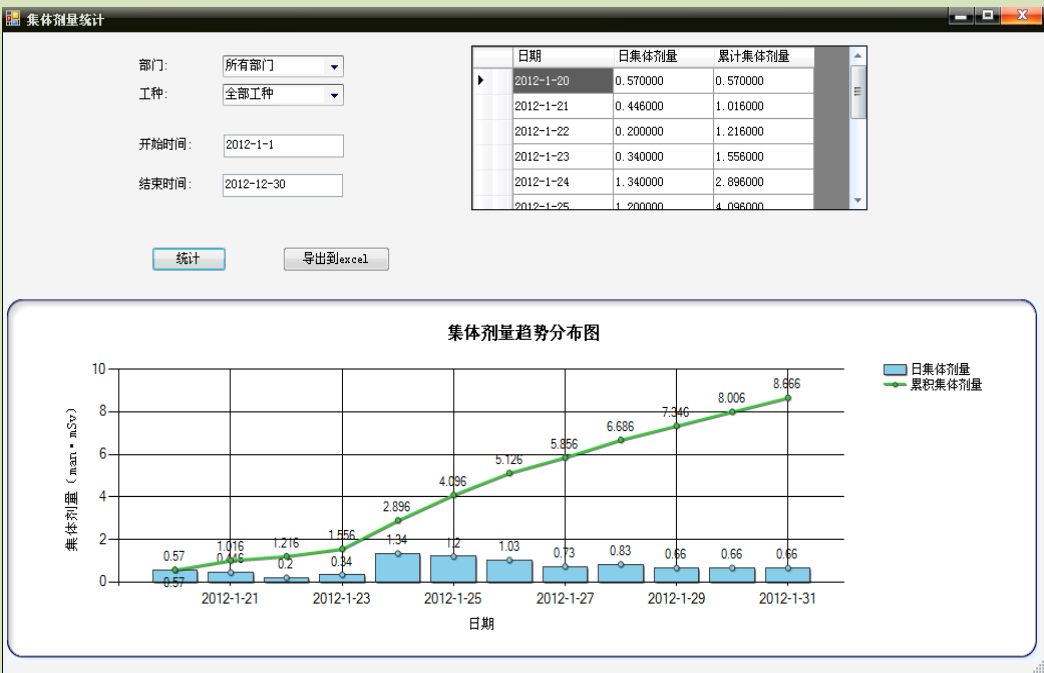 集体剂量统计
部门: 所有部门
工种: 全部工种
开始时间: 2012-1-1
结束时间: 2012-12-30
统计 导出到excel
日期 日集体剂量 累计集体剂量
2012-1-20 0.570000 0.570000
2012-1-21 0.446000 1.016000
2012-1-22 0.200000 1.216000
2012-1-23 0.340000 1.556000
2012-1-24 1.340000 2.896000
2012-1-25 1.200000 4.096000
集体剂量趋势分布图
日集体剂量
累积集体剂量
集体剂量（man·mSv）
10
8
6
4
2
0
0.57 1.016 1.216 1.556 2.896 4.096 5.126 5.856 6.686 7.346 8.006 8.666
0.57 0.446 0.2 0.34 1.34 1.2 1.03 0.73 0.83 0.66 0.66 0.66
2012-1-21 2012-1-23 2012-1-25 2012-1-27 2012-1-29 2012-1-31
日期